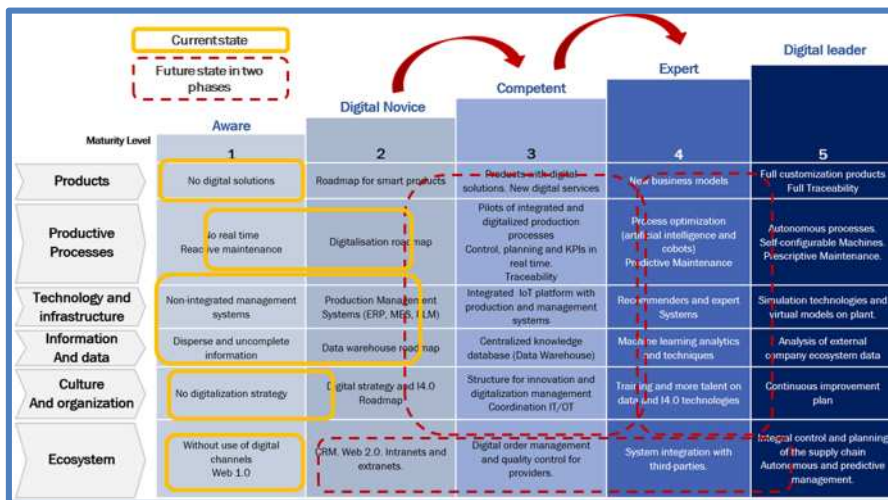 Current state
Future state in two
phases
Digital leader
Expert
Competent
Digital Novice
Aware
Maturity Level
1
2
3
4
5
Products
No digital solutions
Roadmap for smart products
Products with digital
solutions. New digital services
New business models
Full customization products
Full Traceability
Productive
Processes
No real time
Reactive maintenance
Digitalisation roadmap
Pilots of integrated and
digitalized production
processes
Control, planning and KPIs in
real time.
Traceability
Process optimization
(artificial intelligence and
cobots)
Predictive Maintenance
Autonomous processes.
Self-configurable Machines.
Prescriptive Maintenance.
Technology and
infrastructure
Non-integrated management
systems
Production Management
Systems (ERP, MES, PLM)
Integrated IoT platform with
production and management
systems
Recommenders and expert
Systems
Simulation technologies and
virtual models on plant.
Information
And data
Disperse and uncomplete
information
Data warehouse roadmap
Centralized knowledge
database (Data Warehouse)
Machine learning analytics
and techniques
Analysis of external
company ecosystem data
Culture
And organization
No digitalization strategy
Digital strategy and I4.0
Roadmap
Structure for innovation and
digitalization management
Coordination IT/OT
Training and more talent on
data and I4.0 technologies
Continuous improvement
plan
Ecosystem
Without use of digital
channels
Web 1.0
CRM. Web 2.0. Intranets and
extranets.
Digital order management
and quality control for
providers.
System integration with
third-parties.
Integral control and planning
of the supply chain
Autonomous and predictive
management.